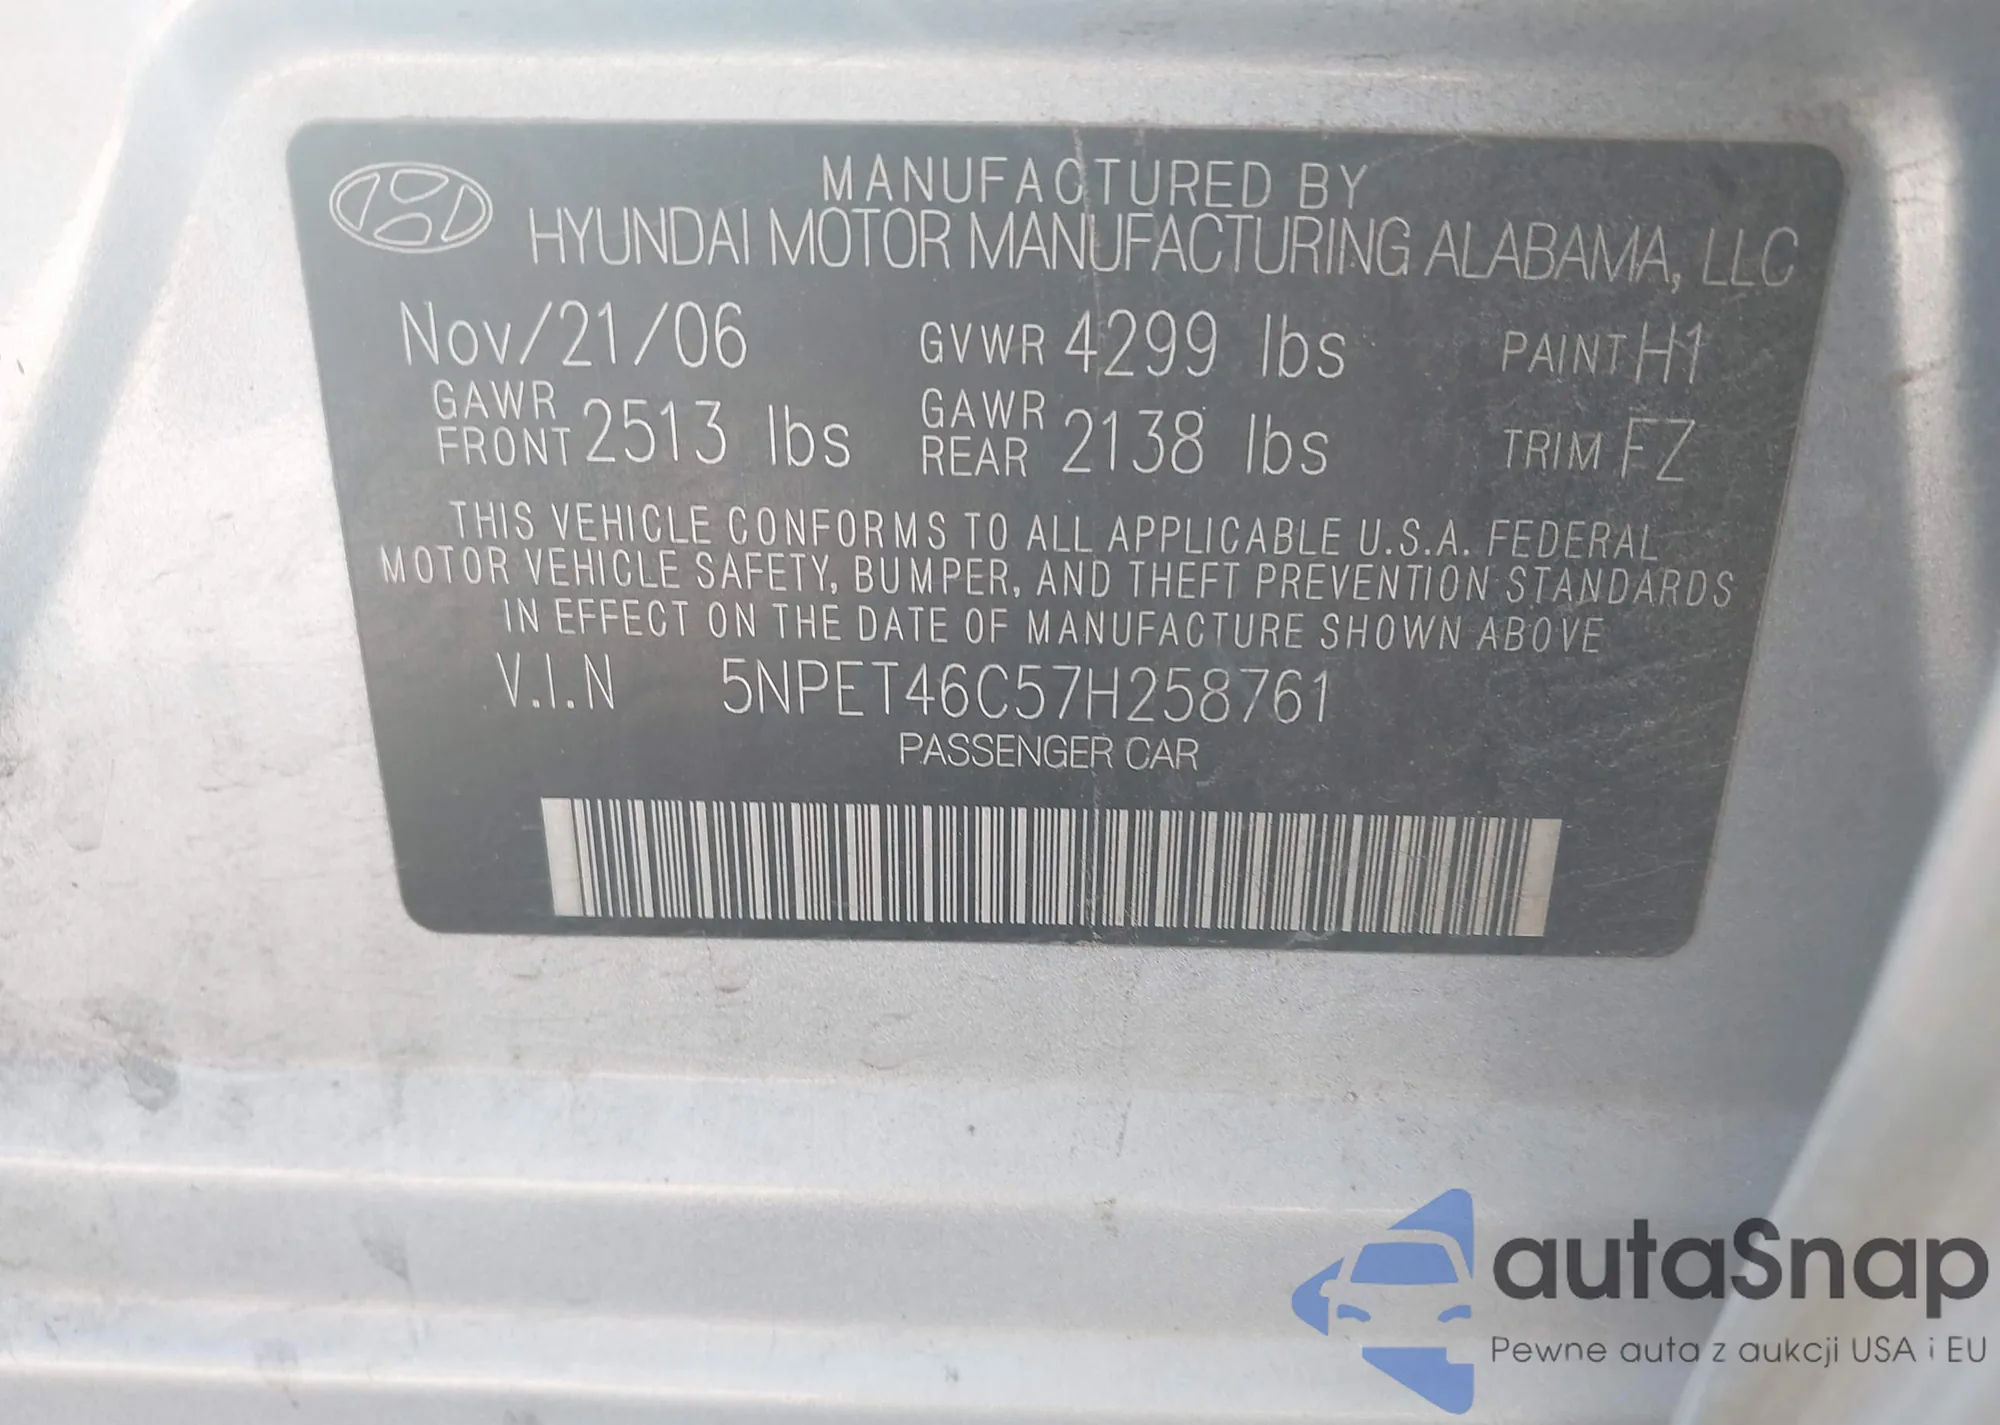 MANUFACTURED BY
HYUNDAI MOTOR MANUFACTURING ALABAMA, LLC
Nov/21/06 GVWR 4299 lbs PAINT H1
GAWR FRONT 2513 lbs GAWR REAR 2138 lbs TRIM FZ
THIS VEHICLE CONFORMS TO ALL APPLICABLE U.S.A. FEDERAL
MOTOR VEHICLE SAFETY, BUMPER, AND THEFT PREVENTION STANDARDS
IN EFFECT ON THE DATE OF MANUFACTURE SHOWN ABOVE
V.I.N 5NPET46C57H258761
PASSENGER CAR
autaSnap
Pewne auta z aukcji USA i EU